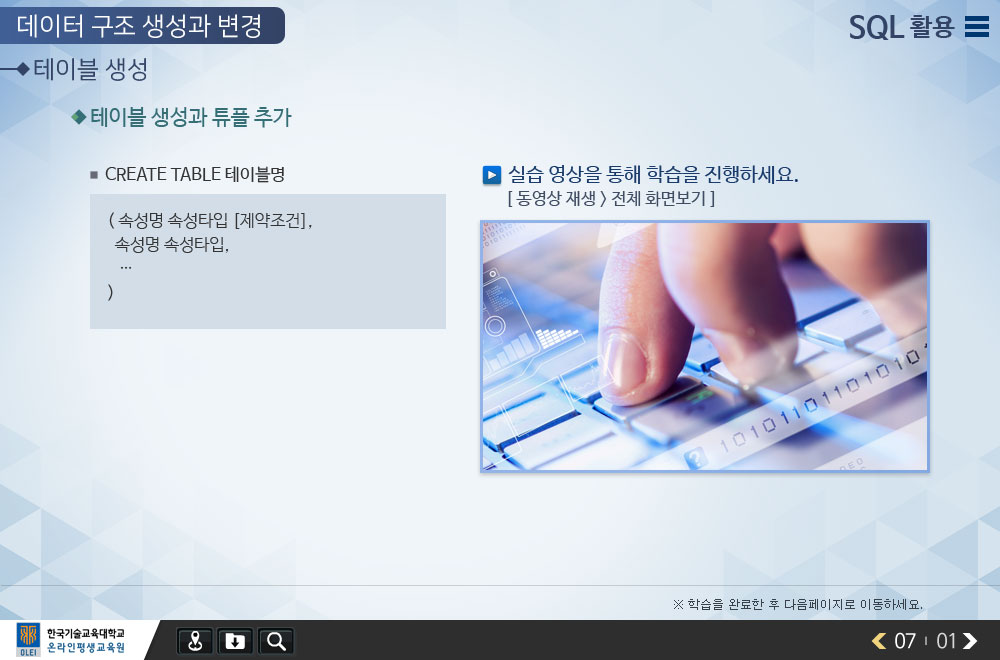 데이터 구조 생성과 변경
SQL 활용
테이블 생성
테이블 생성과 튜플 추가
CREATE TABLE 테이블명
( 속성명 속성타입 [제약조건],
속성명 속성타입,
...
)
실습 영상을 통해 학습을 진행하세요.
[ 동영상 재생 > 전체 화면보기 ]
1010110110101010
※ 학습을 완료한 후 다음페이지로 이동하세요.
OLEI
한국기술교육대학교
온라인평생교육원
07 | 01